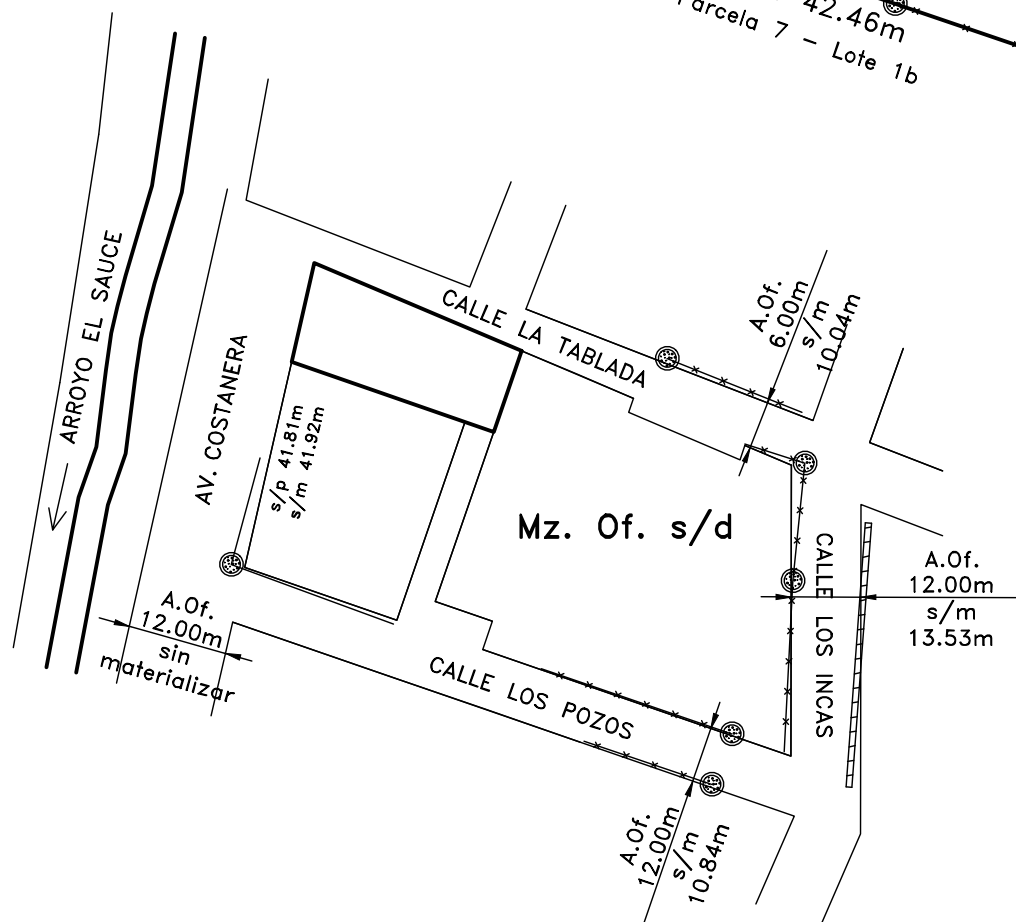 42.46m
Parcela 7 - Lote 1b
ARROYO EL SAUCE
AV. COSTANERA
CALLE LA TABLADA
A.Of.
6.00m
s/m
10.04m
s/p 41.81m
s/m 41.92m
Mz. Of. s/d
CALLE LOS INCAS
A.Of.
12.00m
s/m
13.53m
A.Of.
12.00m
sin
materializar
CALLE LOS POZOS
A.Of.
12.00m
s/m
10.84m